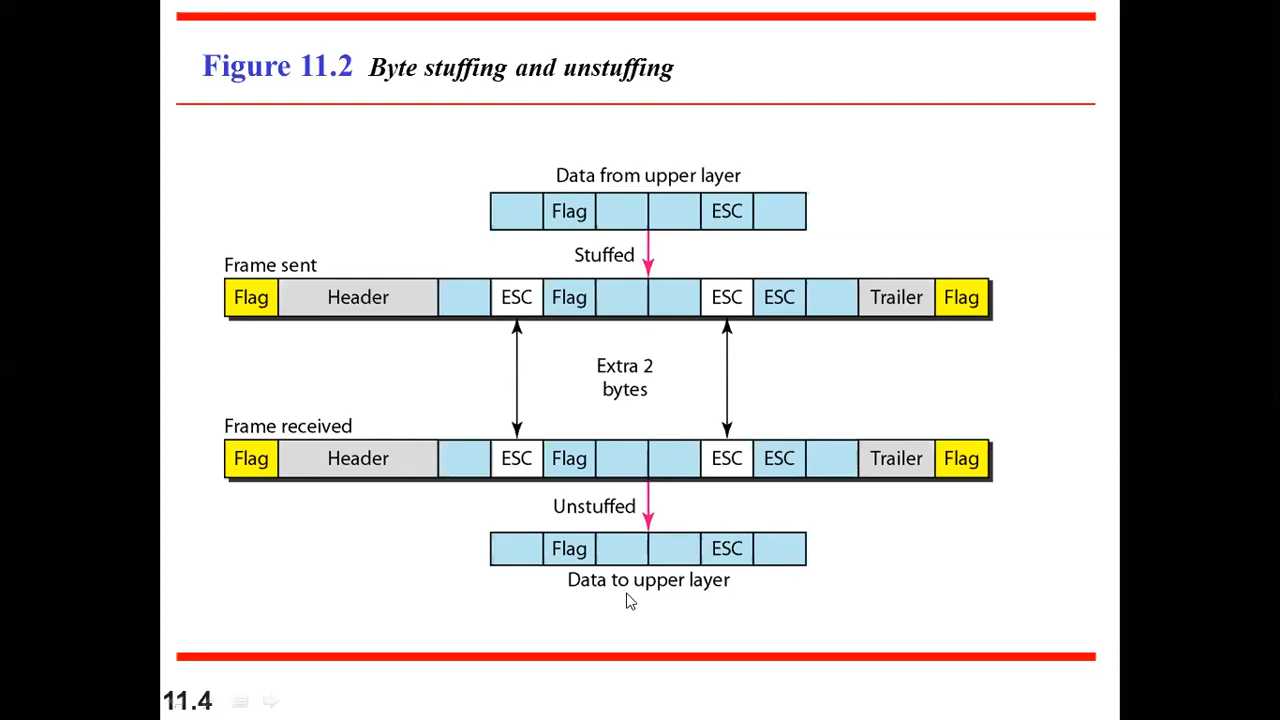 Figure 11.2 Byte stuffing and unstuffing
Data from upper layer
Flag ESC
Stuffed
Frame sent
Flag Header ESC Flag ESC ESC Trailer Flag
Extra 2
bytes
Frame received
Flag Header ESC Flag ESC ESC Trailer Flag
Unstuffed
Flag ESC
Data to upper layer
11.4